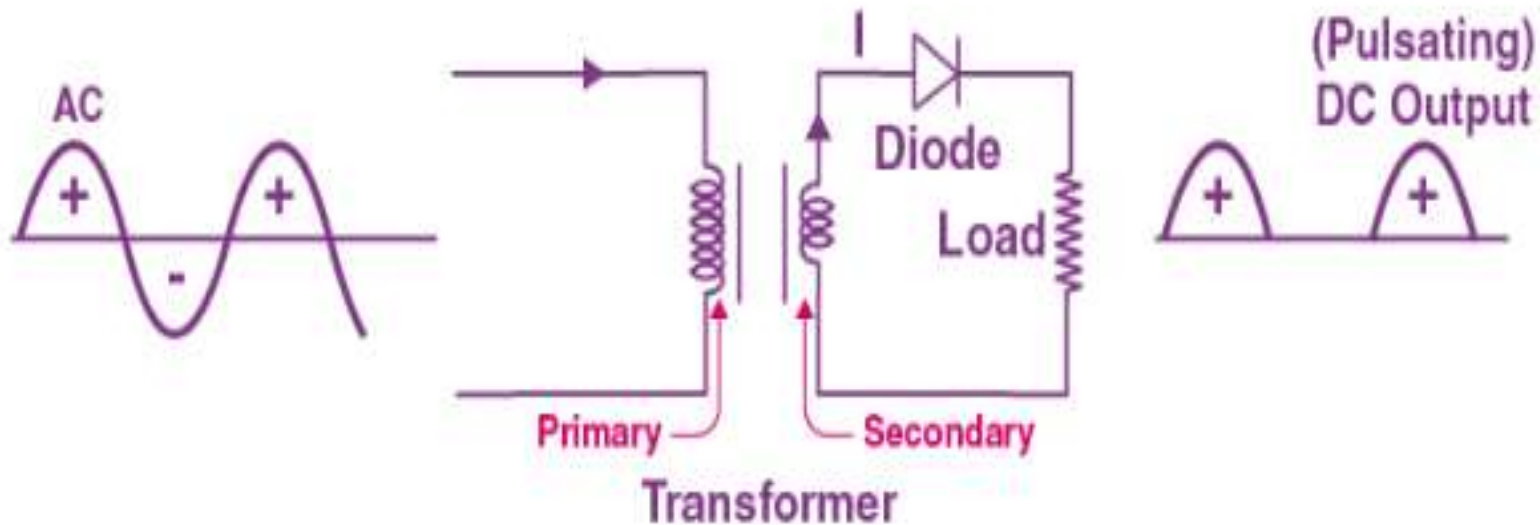 AC
+
+
-
I
Diode
Load
Primary
Secondary
Transformer
(Pulsating)
DC Output
+
+